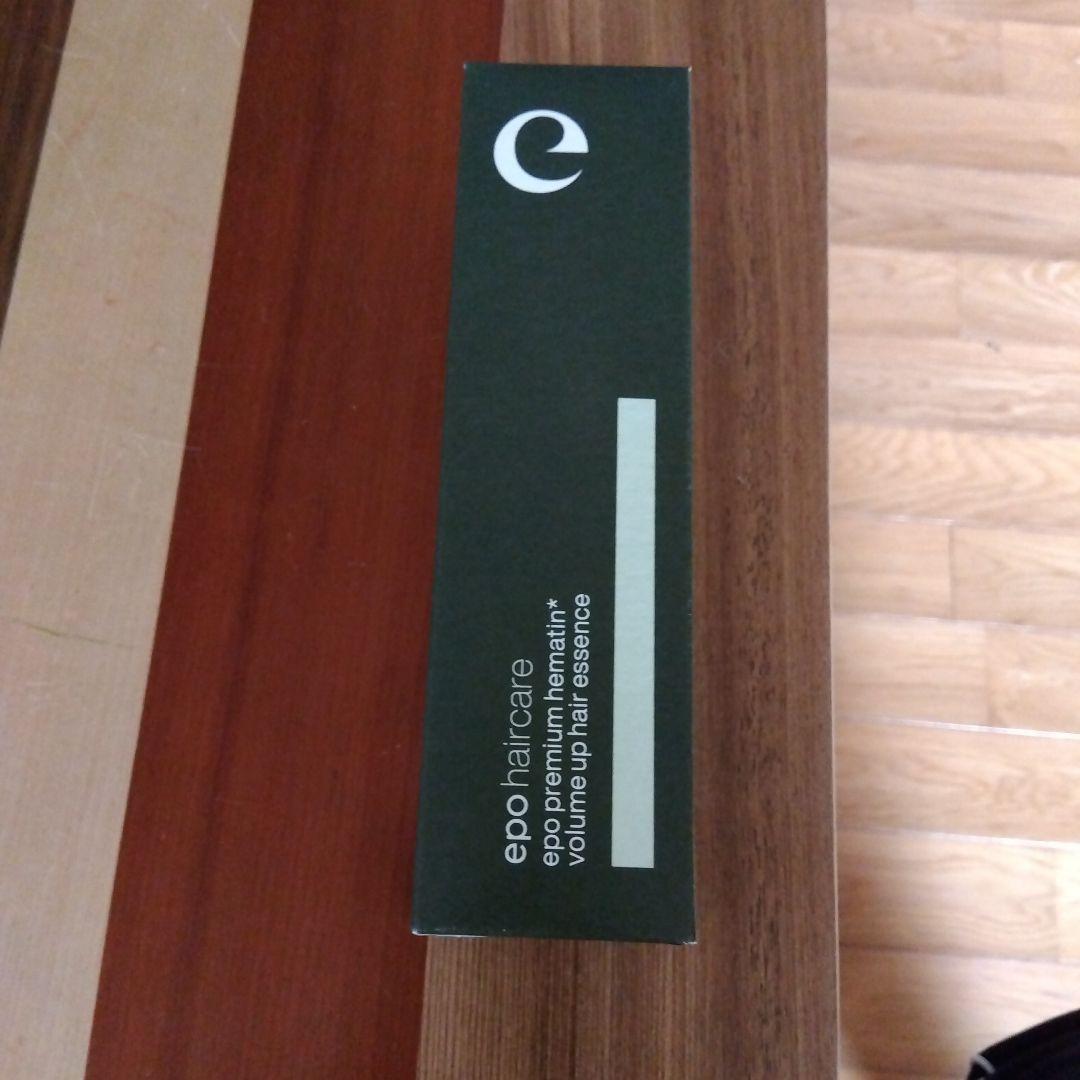 e
epo haircare
epo premium hematin*
volume up hair essence